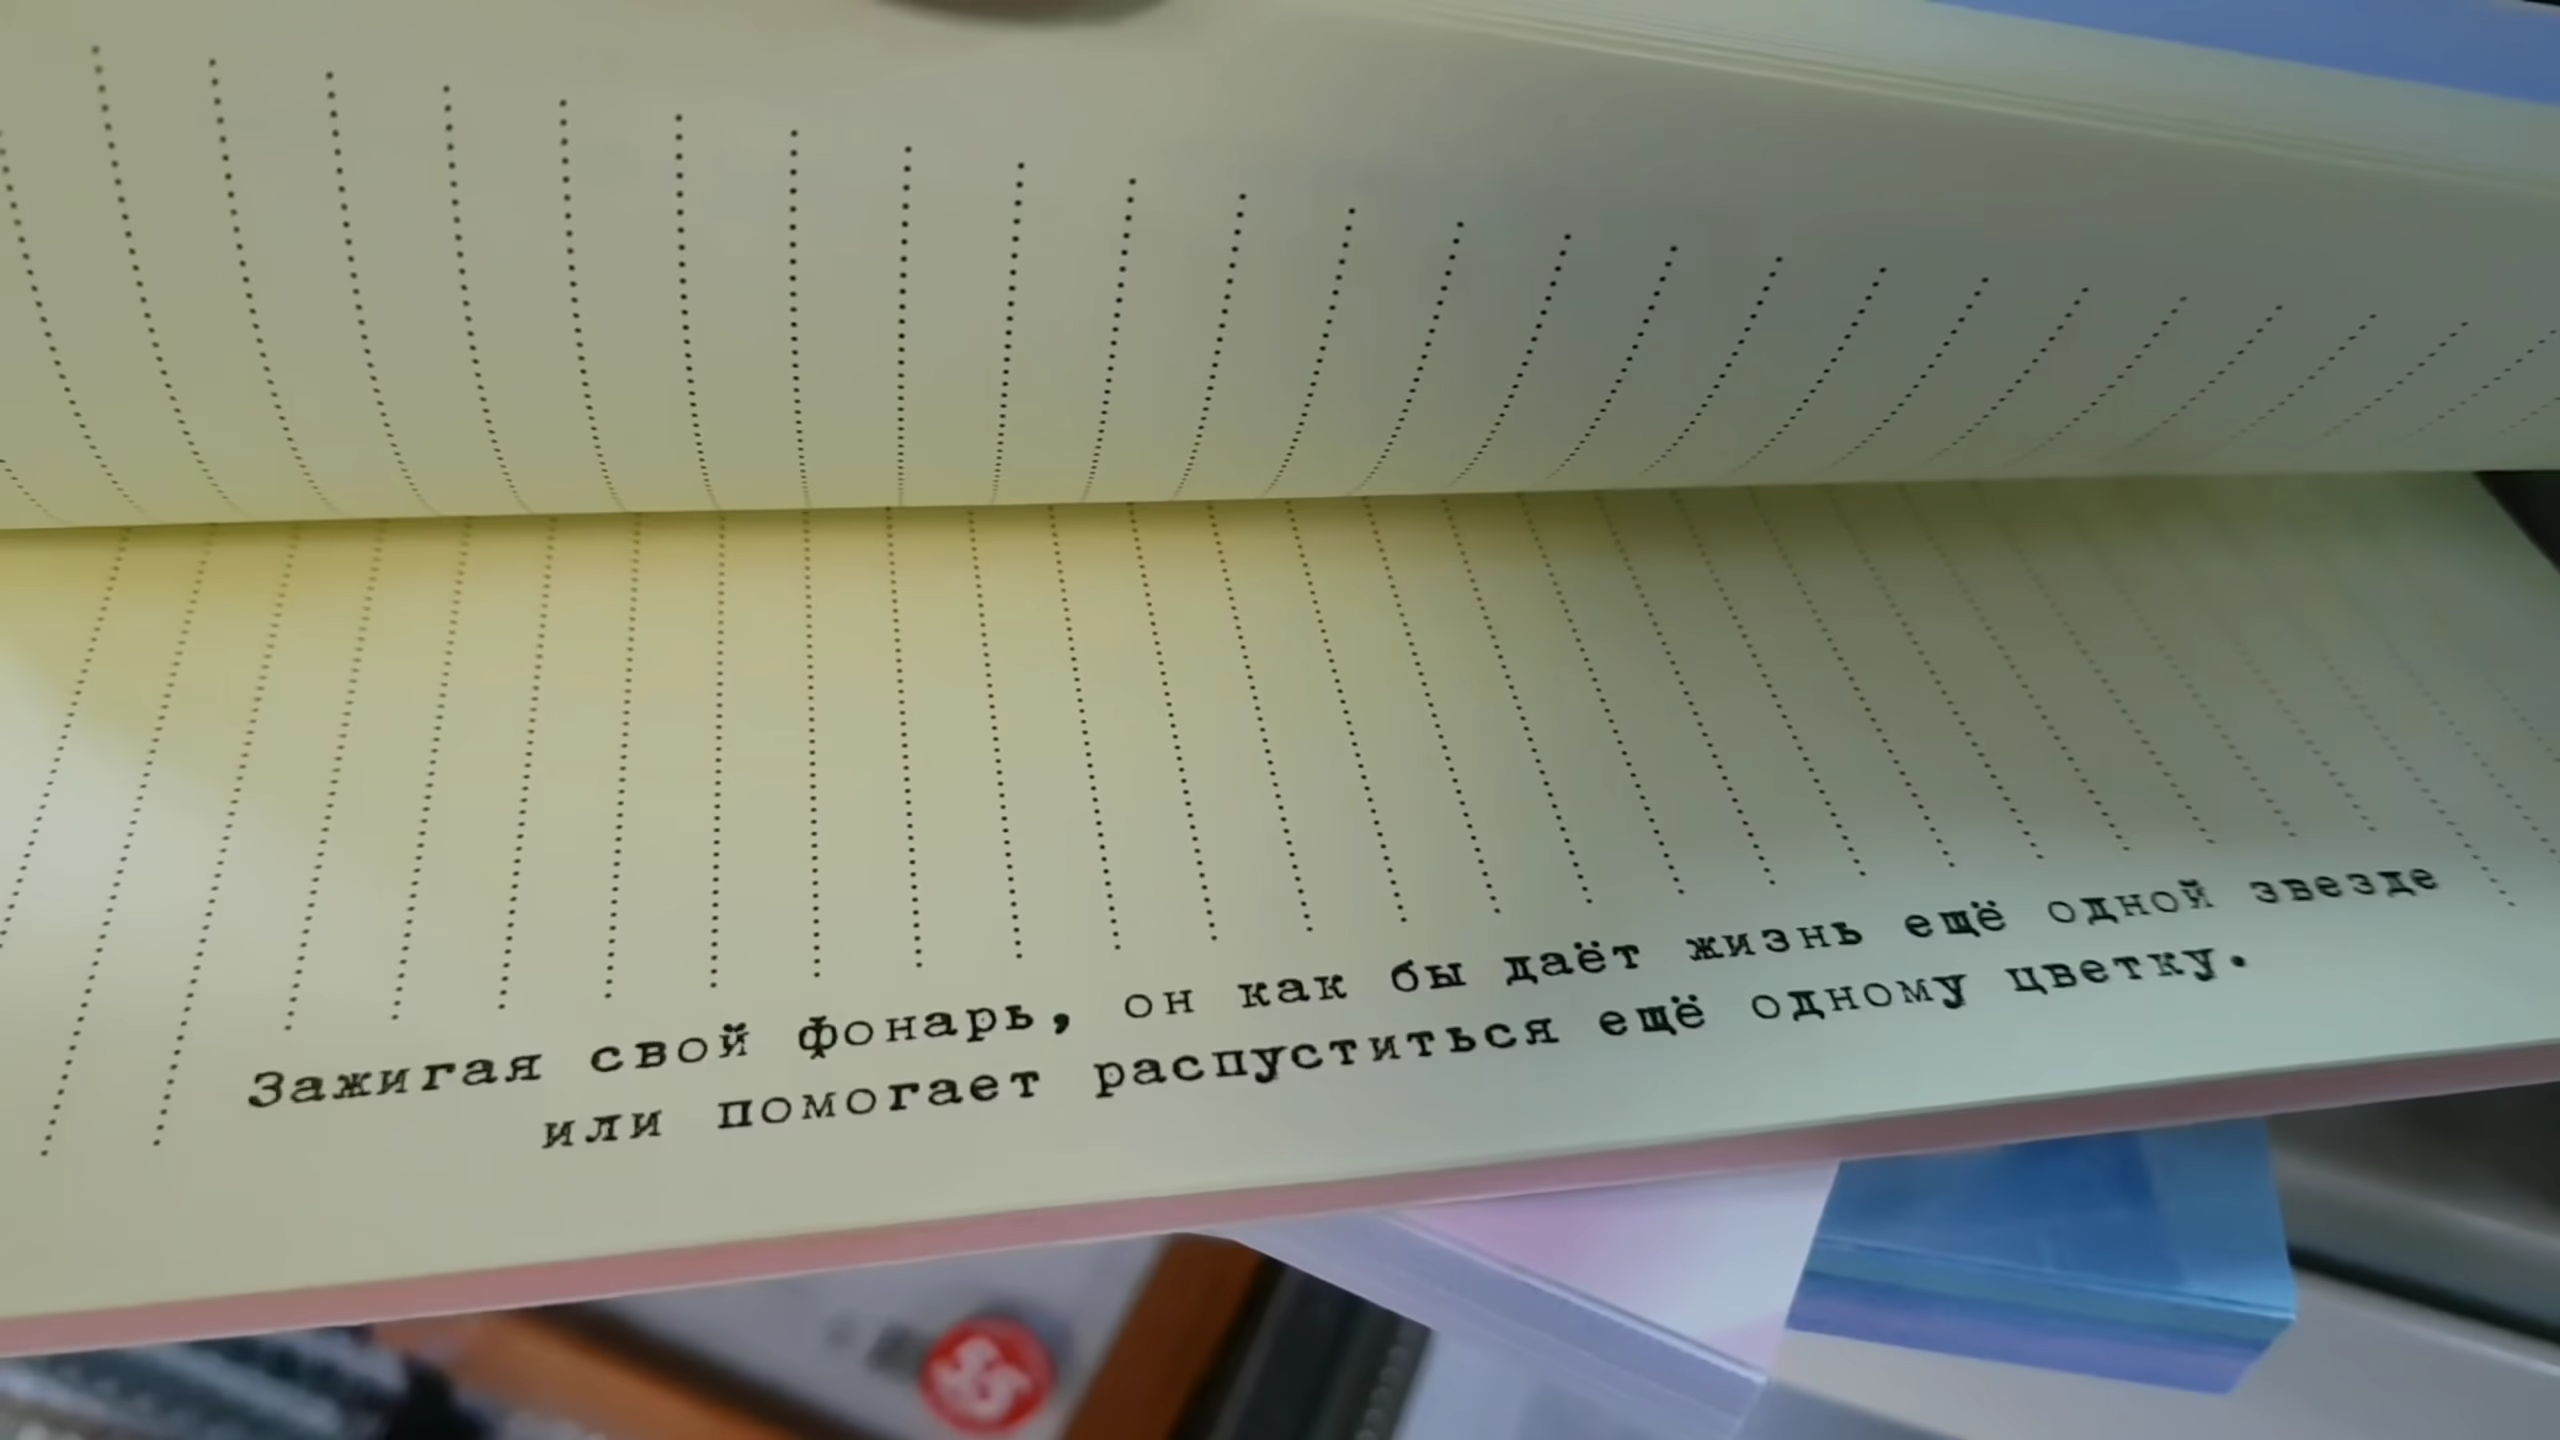 Зажигая свой фонарь, он как бы даёт жизнь ещё одной звезде
или помогает распуститься ещё одному цветку.